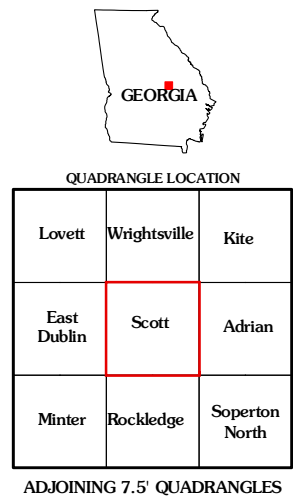 GEORGIA
QUADRANGLE LOCATION
Lovett Wrightsville Kite
East
Dublin
Scott
Adrian
Minter Rockledge
Soperton
North
ADJOINING 7.5' QUADRANGLES